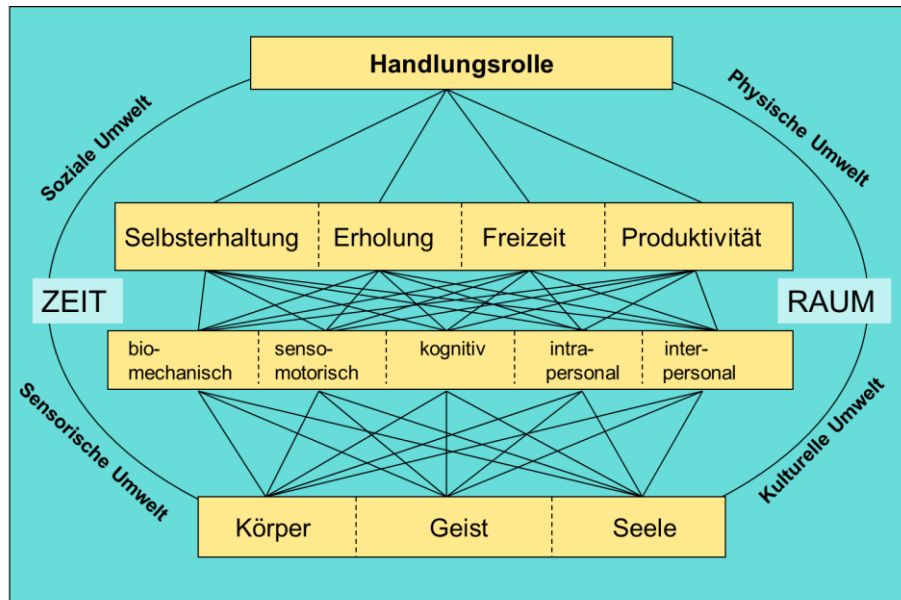 Handlungsrolle
Soziale Umwelt
Physische Umwelt
Selbsterhaltung Erholung Freizeit Produktivität
ZEIT
RAUM
bio-
mechanisch
senso-
motorisch
kognitiv
intra-
personal
inter-
personal
Sensorische Umwelt
Kulturelle Umwelt
Körper Geist Seele